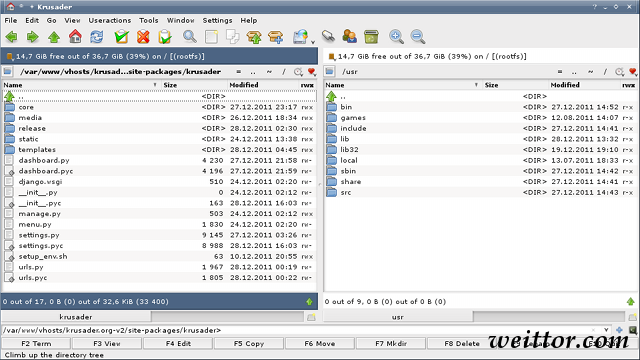 Krusader
File Edit Go View Useractions Tools Window Settings Help
14,7 GiB free out of 36,7 GiB (39%) on / [(rootfs)]
/var/www/vhosts/krusad...site-packages/krusader = .. ~ /
Name Size Modified rwx
.. <DIR>
core <DIR> 27.12.2011 23:17 rwx
media <DIR> 26.12.2011 18:34 rwx
release <DIR> 28.12.2011 02:30 rwx
static <DIR> 24.12.2011 13:38 rwx
templates <DIR> 28.12.2011 04:45 rwx
dashboard.py 4 230 27.12.2011 21:58 rw-
dashboard.pyc 4 196 27.12.2011 21:59 rw-
django.vsgi 510 24.12.2011 02:20 rw-
__init__.py 0 24.12.2011 02:12 rw-
__init__.pyc 163 28.12.2011 16:03 rw-
manage.py 503 24.12.2011 02:12 rw-
menu.py 1 830 24.12.2011 02:20 rw-
settings.py 9 145 27.12.2011 03:26 rw-
settings.pyc 8 988 28.12.2011 16:03 rw-
setup_env.sh 63 10.12.2011 20:55 rw-
urls.py 1 967 28.12.2011 00:19 rw-
urls.pyc 1 805 28.12.2011 00:22 rw-
0 out of 17, 0 B (0) out of 32,6 KiB (33 400)
krusader
14,7 GiB free out of 36,7 GiB (39%) on / [(rootfs)]
/usr = .. ~ /
Name Size Modified rwx
.. <DIR>
bin <DIR> 27.12.2011 14:52 r-x
games <DIR> 12.08.2011 14:07 r-x
include <DIR> 27.12.2011 14:41 r-x
lib <DIR> 28.12.2011 13:32 r-x
lib32 <DIR> 19.12.2011 19:10 r-x
local <DIR> 13.07.2011 18:33 r-x
sbin <DIR> 27.12.2011 14:42 r-x
share <DIR> 27.12.2011 14:41 r-x
src <DIR> 27.12.2011 14:43 r-x
0 out of 9, 0 B (0) out of 0 B (0)
usr
/var/www/vhosts/krusader.org-v2/site-packages/krusader>
F2 Term F3 View F4 Edit F5 Copy F6 Move F7 Mkdir F8 Delete
Climb up the directory tree
weittor.com